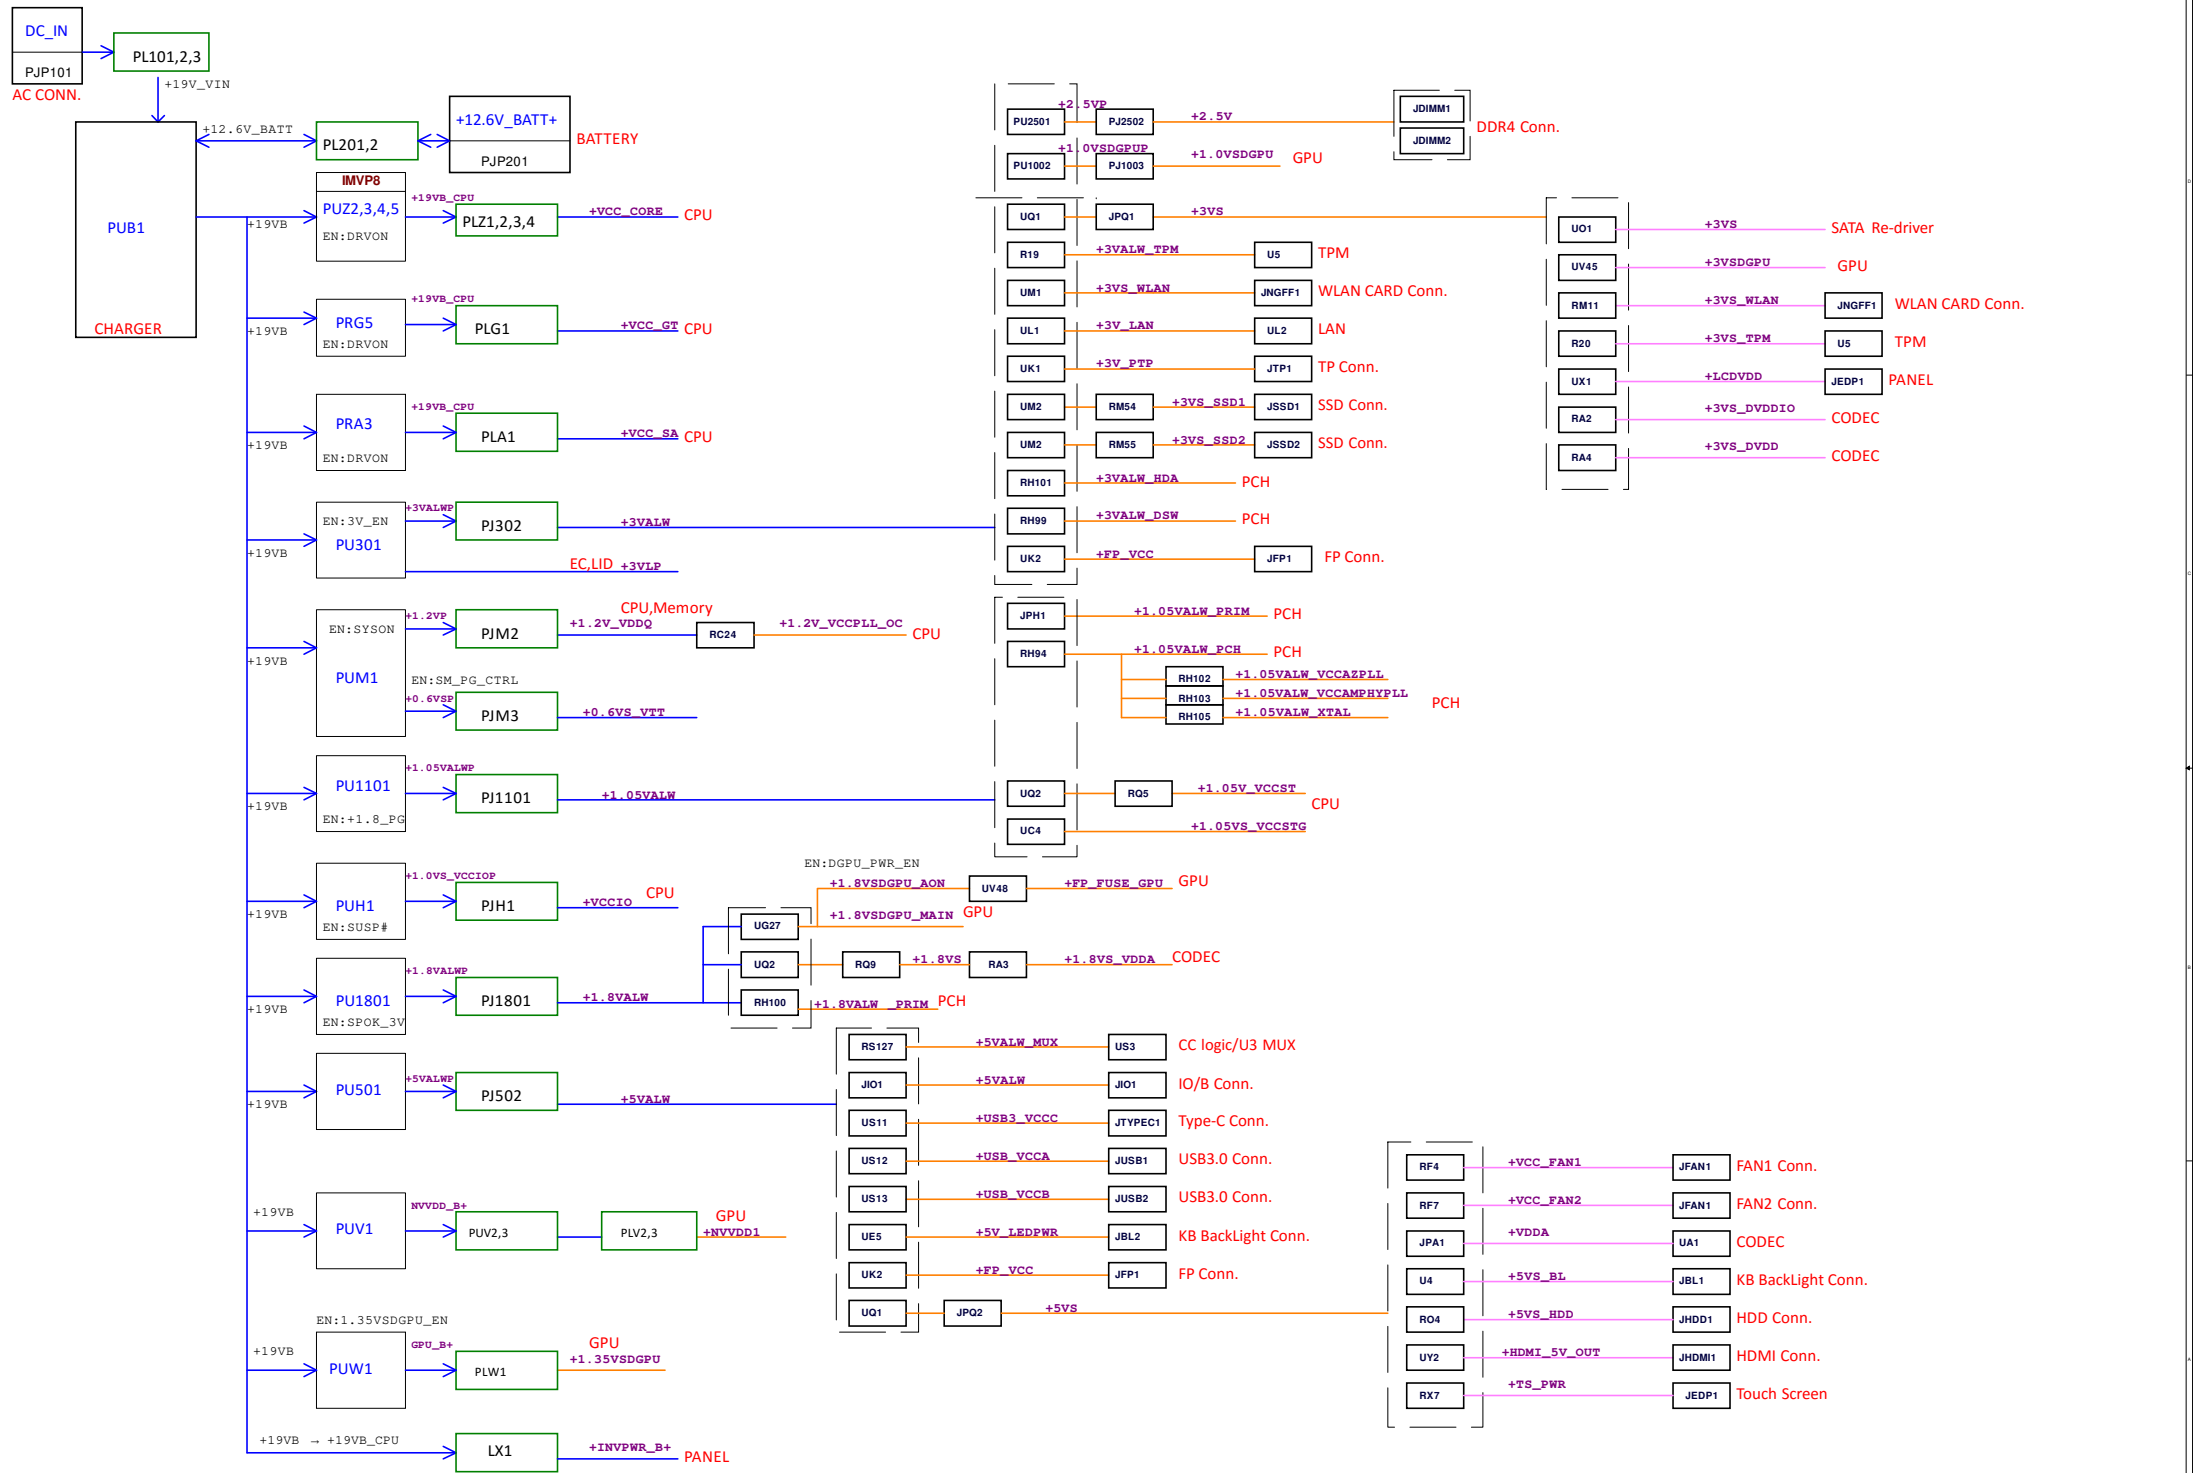 DC_IN
PJP101
AC CONN.
PL101,2,3
+19V_VIN
+12.6V_BATT
PL201,2
+12.6V_BATT+
PJP201
BATTERY
PUB1
CHARGER
IMVP8
PUZ2,3,4,5
EN:DRVON
+19VB
+19VB_CPU
PLZ1,2,3,4
+VCC_CORE
CPU
PRG5
EN:DRVON
+19VB
+19VB_CPU
PLG1
+VCC_GT
CPU
PRA3
EN:DRVON
+19VB
+19VB_CPU
PLA1
+VCC_SA
CPU
EN:3V_EN
PU301
+19VB
+3VALWP
PJ302
+3VALW
EC,LID
+3VLP
EN:SYSON
PUM1
+19VB
+1.2VP
PJM2
CPU,Memory
+1.2V_VDDQ
RC24
+1.2V_VCCPLL_OC
CPU
EN:SM_PG_CTRL
+0.6VSP
PJM3
+0.6VS_VTT
PU1101
EN:+1.8_PG
+19VB
+1.05VALWP
PJ1101
+1.05VALW
PUH1
EN:SUSP#
+19VB
+1.0VS_VCCIOP
PJH1
+VCCIO
CPU
PU1801
EN:SPOK_3V
+19VB
+1.8VALWP
PJ1801
+1.8VALW
EN:DGPU_PWR_EN
UG27
+1.8VSDGPU_AON
UV48
+FP_FUSE_GPU
GPU
+1.8VSDGPU_MAIN
GPU
UQ2
RQ9
+1.8VS
RA3
+1.8VS_VDDA
CODEC
RH100
+1.8VALW _PRIM
PCH
PU501
+19VB
+5VALWP
PJ502
+5VALW
RS127
+5VALW_MUX
US3
CC logic/U3 MUX
JIO1
+5VALW
JIO1
IO/B Conn.
US11
+USB3_VCCC
JTYPEC1
Type-C Conn.
US12
+USB_VCCA
JUSB1
USB3.0 Conn.
US13
+USB_VCCB
JUSB2
USB3.0 Conn.
UE5
+5V_LEDPWR
JBL2
KB BackLight Conn.
UK2
+FP_VCC
JFP1
FP Conn.
UQ1
JPQ2
+5VS
RF4
+VCC_FAN1
JFAN1
FAN1 Conn.
RF7
+VCC_FAN2
JFAN1
FAN2 Conn.
JPA1
+VDDA
UA1
CODEC
U4
+5VS_BL
JBL1
KB BackLight Conn.
RO4
+5VS_HDD
JHDD1
HDD Conn.
UY2
+HDMI_5V_OUT
JHDMI1
HDMI Conn.
RX7
+TS_PWR
JEDP1
Touch Screen
+19VB
PUV1
NVVDD_B+
PUV2,3
PLV2,3
GPU
+NVVDD1
EN:1.35VSDGPU_EN
+19VB
PUW1
GPU_B+
PLW1
GPU
+1.35VSDGPU
+19VB → +19VB_CPU
LX1
+INVPWR_B+
PANEL
PU2501
+2.5VP
PJ2502
+2.5V
JDIMM1
JDIMM2
DDR4 Conn.
PU1002
+1.0VSDGPUP
PJ1003
+1.0VSDGPU
GPU
UQ1
JPQ1
+3VS
R19
+3VALW_TPM
U5
TPM
UM1
+3VS_WLAN
JNGFF1
WLAN CARD Conn.
UL1
+3V_LAN
UL2
LAN
UK1
+3V_PTP
JTP1
TP Conn.
UM2
RM54
+3VS_SSD1
JSSD1
SSD Conn.
UM2
RM55
+3VS_SSD2
JSSD2
SSD Conn.
RH101
+3VALW_HDA
PCH
RH99
+3VALW_DSW
PCH
UK2
+FP_VCC
JFP1
FP Conn.
UO1
+3VS
SATA Re-driver
UV45
+3VSDGPU
GPU
RM11
+3VS_WLAN
JNGFF1
WLAN CARD Conn.
R20
+3VS_TPM
U5
TPM
UX1
+LCDVDD
JEDP1
PANEL
RA2
+3VS_DVDDIO
CODEC
RA4
+3VS_DVDD
CODEC
JPH1
+1.05VALW_PRIM
PCH
RH94
+1.05VALW_PCH
PCH
RH102
+1.05VALW_VCCAZPLL
RH103
+1.05VALW_VCCAMPHYPLL
RH105
+1.05VALW_XTAL
PCH
UQ2
RQ5
+1.05V_VCCST
CPU
UC4
+1.05VS_VCCSTG